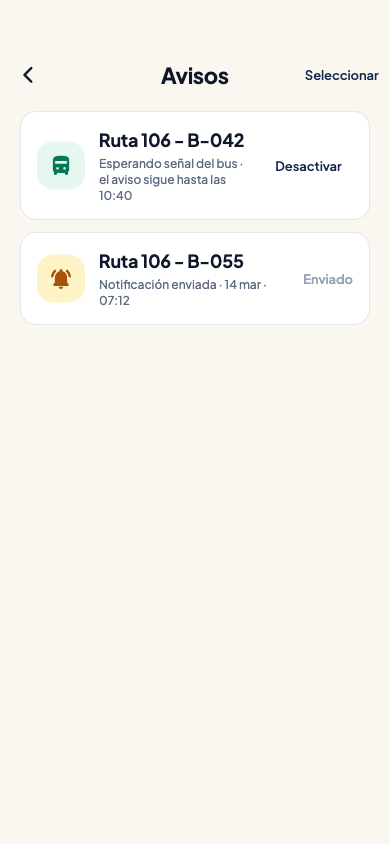 Avisos
Seleccionar
Ruta 106 – B-042
Esperando señal del bus ·
el aviso sigue hasta las
10:40
Desactivar
Ruta 106 – B-055
Notificación enviada · 14 mar ·
07:12
Enviado